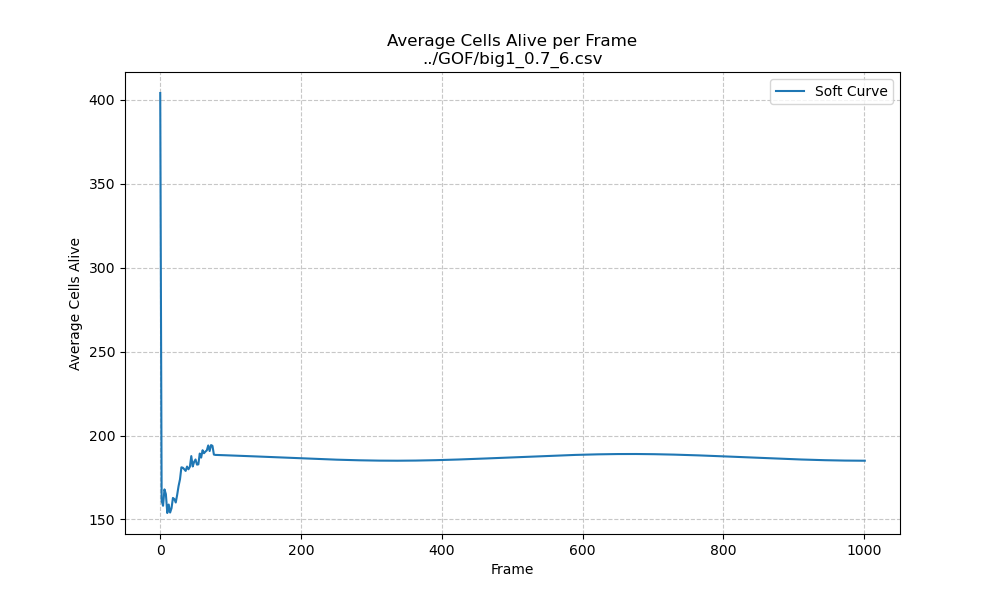 Average Cells Alive per Frame
../GOF/big1_0.7_6.csv
Soft Curve
400
350
300
250
200
150
Average Cells Alive
0
200
400
600
800
1000
Frame